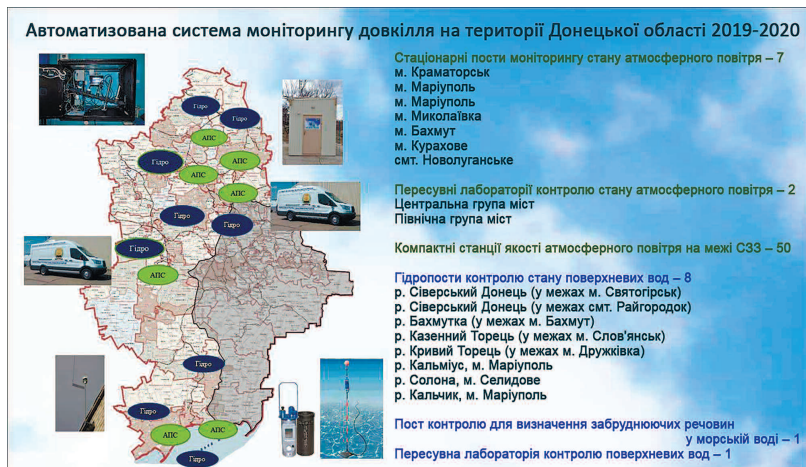 Автоматизована система моніторингу довкілля на території Донецької області 2019-2020
Стаціонарні пости моніторингу стану атмосферного повітря – 7
м. Краматорськ
м. Маріуполь
м. Маріуполь
м. Миколаївка
м. Бахмут
м. Курахове
смт. Новолуганське
Пересувні лабораторії контролю стану атмосферного повітря – 2
Центральна група міст
Північна група міст
Компактні станції якості атмосферного повітря на межі СЗЗ – 50
Гідропости контролю стану поверхневих вод – 8
р. Сіверський Донець (у межах м. Святогірськ)
р. Сіверський Донець (у межах смт. Райгородок)
р. Бахмутка (у межах м. Бахмут)
р. Казенний Торець (у межах м. Слов'янськ)
р. Кривий Торець (у межах м. Дружківка)
р. Кальміус, м. Маріуполь
р. Солона, м. Селидове
р. Кальчик, м. Маріуполь
Пост контролю для визначення забруднюючих речовин
у морській воді – 1
Пересувна лабораторія контролю поверхневих вод – 1
Гідро
Гідро
АПС
Гідро
АПС
АПС
АПС
Гідро
Гідро
Гідро
АПС
Гідро
Гідро
АПС
АПС
Гідро